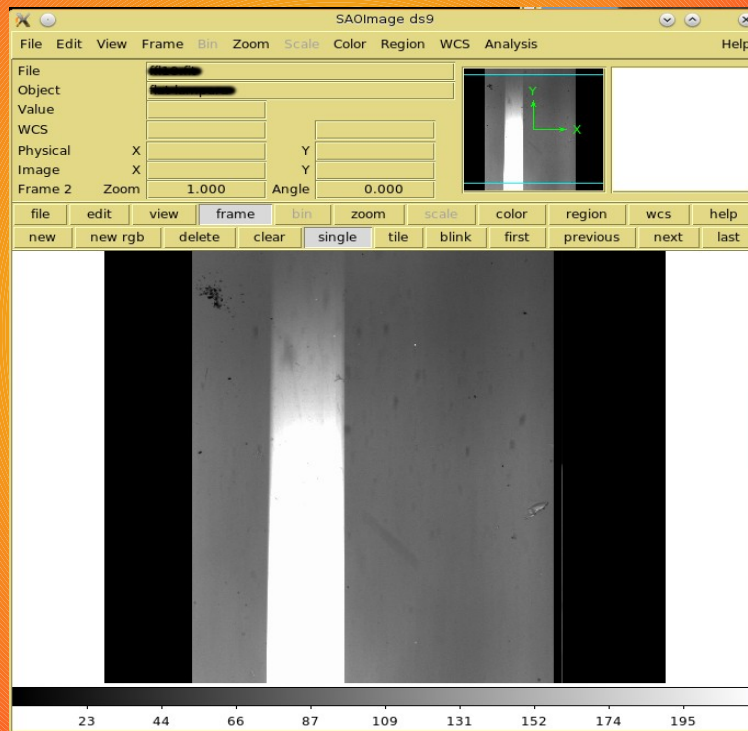 SAOImage ds9
File Edit View Frame Bin Zoom Scale Color Region WCS Analysis Help
File
Object
Value
WCS
Physical X Y
Image X Y
Frame 2 Zoom 1.000 Angle 0.000
Y
X
file edit view frame bin zoom scale color region wcs help
new new rgb delete clear single tile blink first previous next last
23 44 66 87 109 131 152 174 195